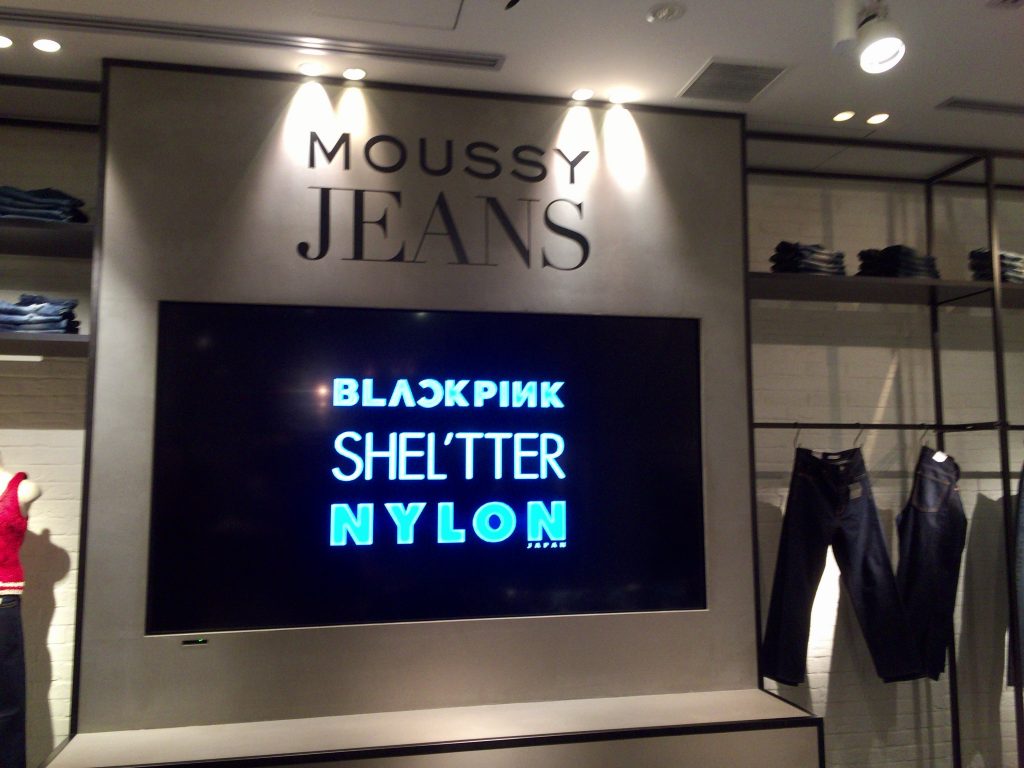 MOUSSY
JEANS
BLACKPINK
SHEL'TTER
NYLON
JAPAN